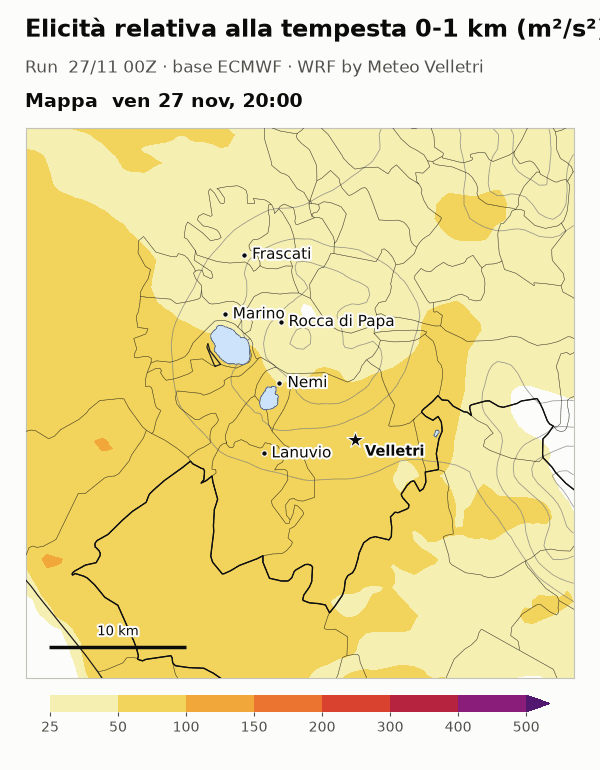 Elicità relativa alla tempesta 0-1 km (m²/s²)
Run  27/11 00Z · base ECMWF · WRF by Meteo Velletri
Mappa  ven 27 nov, 20:00
Frascati
Marino
Rocca di Papa
Nemi
Velletri
Lanuvio
10 km
25 50 100 150 200 300 400 500